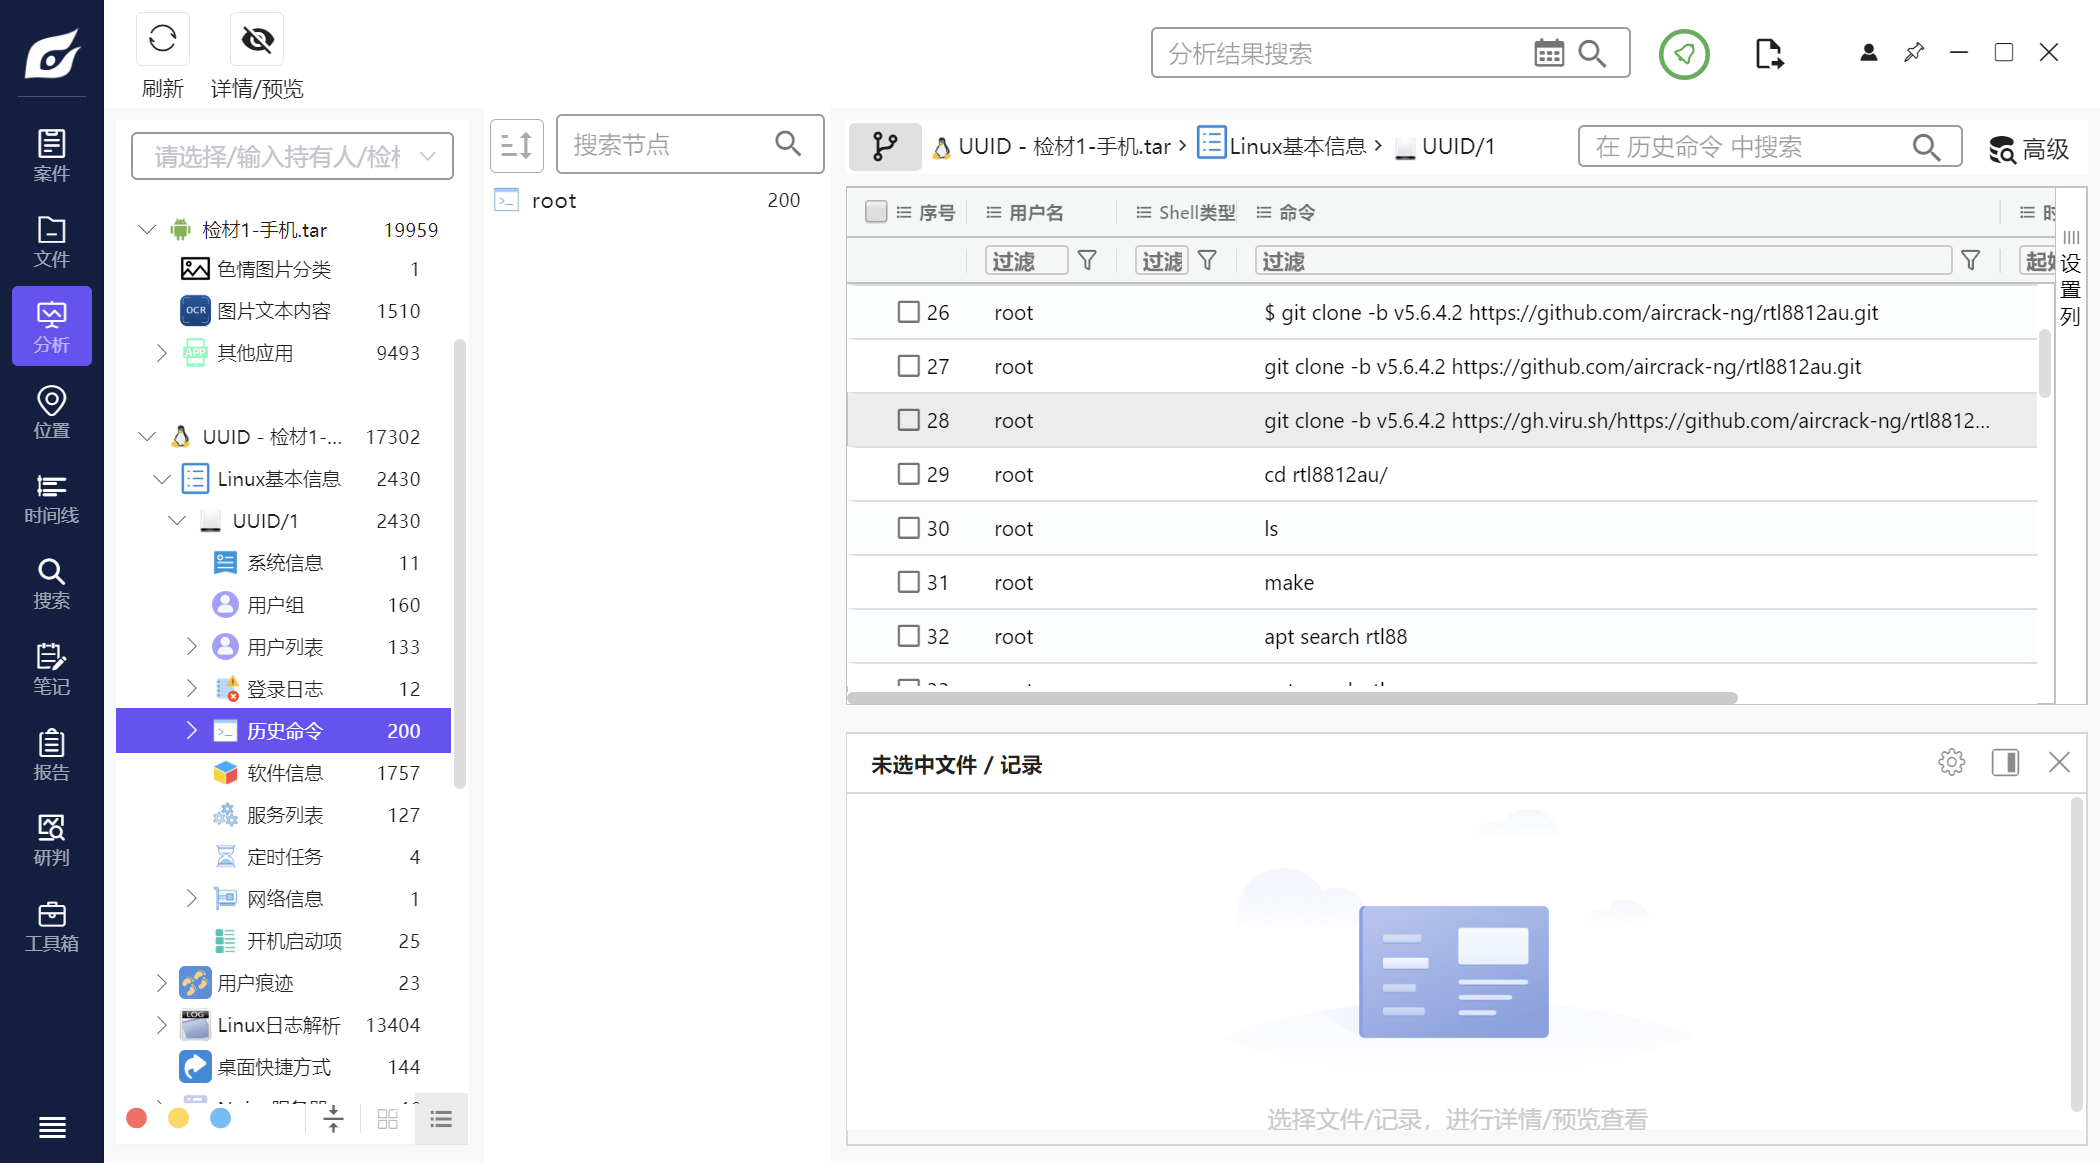 刷新
详情/预览
分析结果搜索
案件
文件
分析
位置
时间线
搜索
笔记
报告
研判
工具箱
请选择/输入持有人/检
检材1-手机.tar 19959
色情图片分类 1
OCR 图片文本内容 1510
APP 其他应用 9493
UUID - 检材1-... 17302
Linux基本信息 2430
UUID/1 2430
系统信息 11
用户组 160
用户列表 133
登录日志 12
历史命令 200
软件信息 1757
服务列表 127
定时任务 4
网络信息 1
开机启动项 25
用户痕迹 23
LOG Linux日志解析 13404
桌面快捷方式 144
搜索节点
root 200
UUID - 检材1-手机.tar › Linux基本信息 › UUID/1
在 历史命令 中搜索
高级
序号 用户名 Shell类型 命令
过滤 过滤 过滤
设置列
26 root $ git clone -b v5.6.4.2 https://github.com/aircrack-ng/rtl8812au.git
27 root git clone -b v5.6.4.2 https://github.com/aircrack-ng/rtl8812au.git
28 root git clone -b v5.6.4.2 https://gh.viru.sh/https://github.com/aircrack-ng/rtl8812...
29 root cd rtl8812au/
30 root ls
31 root make
32 root apt search rtl88
未选中文件 / 记录
选择文件/记录，进行详情/预览查看